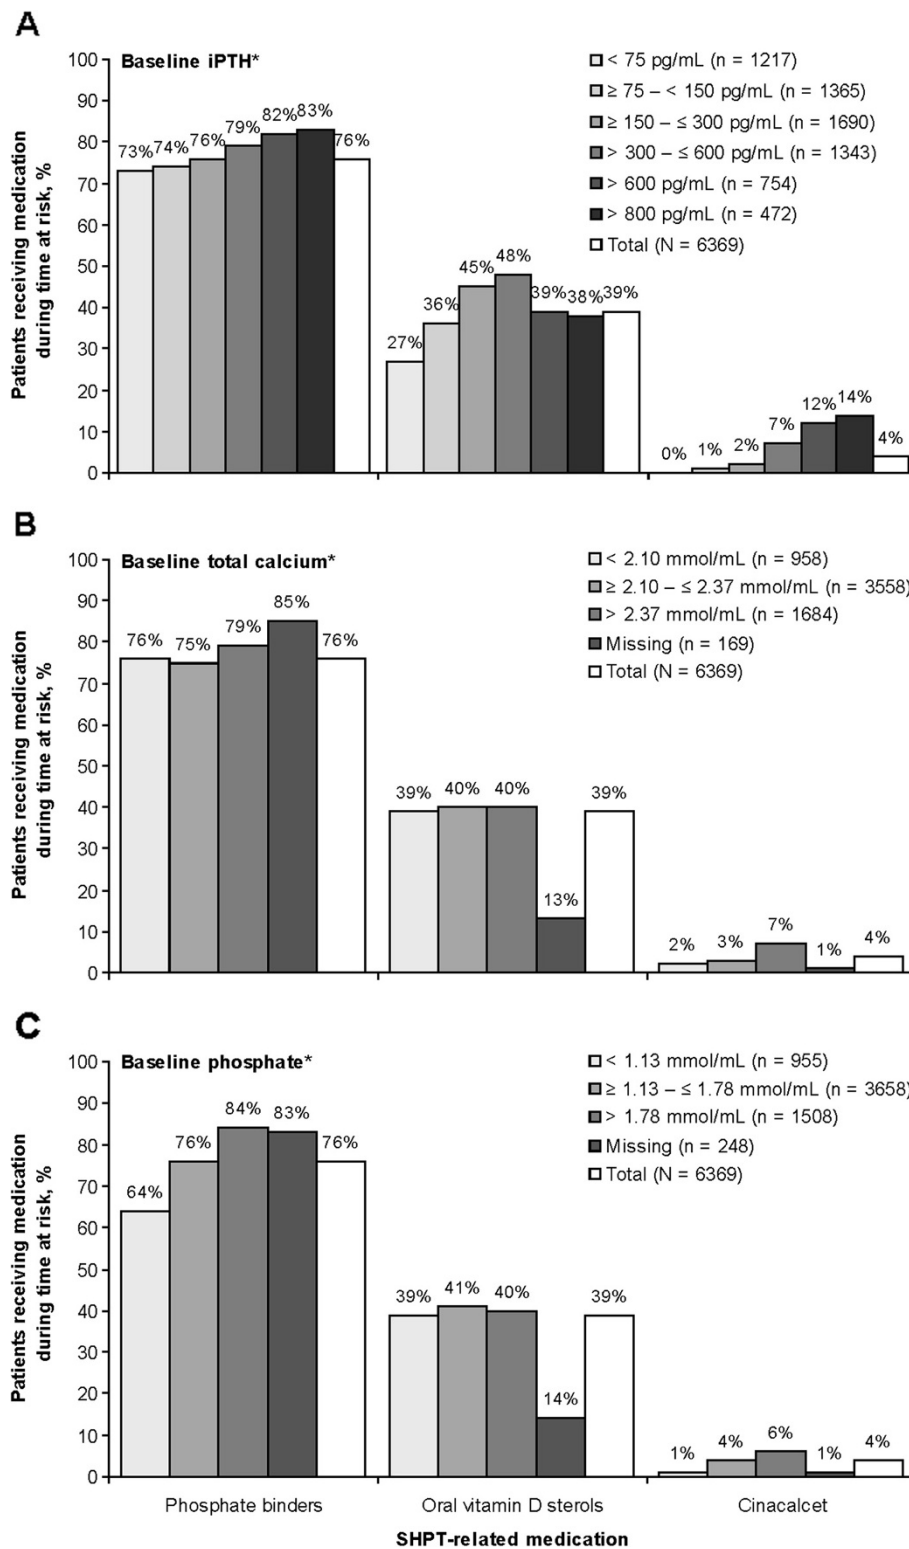 A
Baseline iPTH*
Patients receiving medication
during time at risk, %
100
90
80
70
60
50
40
30
20
10
0
73% 74% 76% 79% 82% 83% 76%
27% 36% 45% 48% 39% 38% 39%
0% 1% 2% 7% 12% 14% 4%
< 75 pg/mL (n = 1217)
≥ 75 – < 150 pg/mL (n = 1365)
≥ 150 – ≤ 300 pg/mL (n = 1690)
> 300 – ≤ 600 pg/mL (n = 1343)
> 600 pg/mL (n = 754)
> 800 pg/mL (n = 472)
Total (N = 6369)
B
Baseline total calcium*
Patients receiving medication
during time at risk, %
100
90
80
70
60
50
40
30
20
10
0
76% 75% 79% 85% 76%
39% 40% 40% 13% 39%
2% 3% 7% 1% 4%
< 2.10 mmol/mL (n = 958)
≥ 2.10 – ≤ 2.37 mmol/mL (n = 3558)
> 2.37 mmol/mL (n = 1684)
Missing (n = 169)
Total (N = 6369)
C
Baseline phosphate*
Patients receiving medication
during time at risk, %
100
90
80
70
60
50
40
30
20
10
0
64% 76% 84% 83% 76%
39% 41% 40% 14% 39%
1% 4% 6% 1% 4%
< 1.13 mmol/mL (n = 955)
≥ 1.13 – ≤ 1.78 mmol/mL (n = 3658)
> 1.78 mmol/mL (n = 1508)
Missing (n = 248)
Total (N = 6369)
Phosphate binders
Oral vitamin D sterols
Cinacalcet
SHPT-related medication